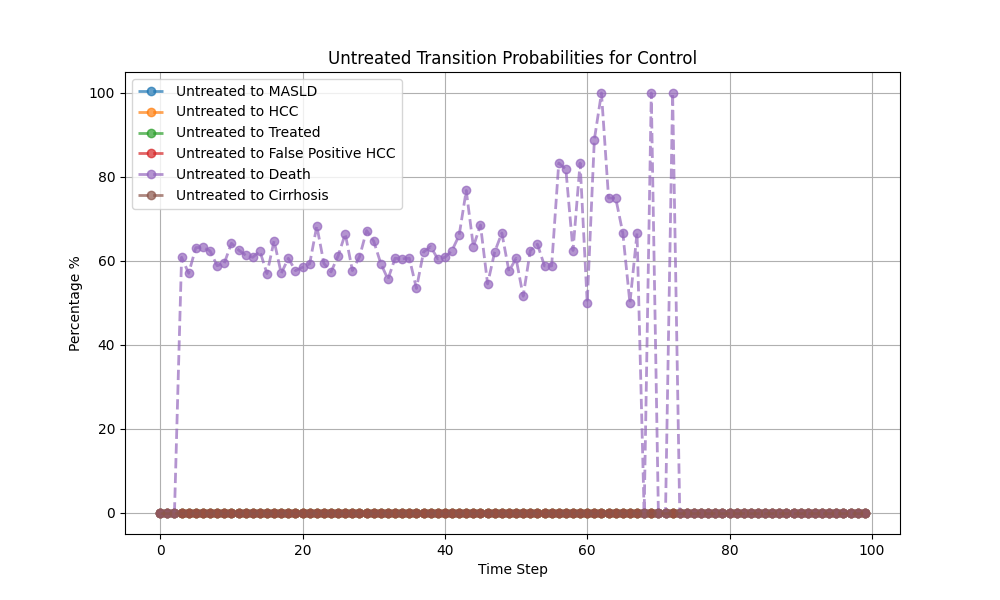 Untreated Transition Probabilities for Control
Untreated to MASLD
Untreated to HCC
Untreated to Treated
Untreated to False Positive HCC
Untreated to Death
Untreated to Cirrhosis
Percentage %
100
80
60
40
20
0
0 20 40 60 80 100
Time Step